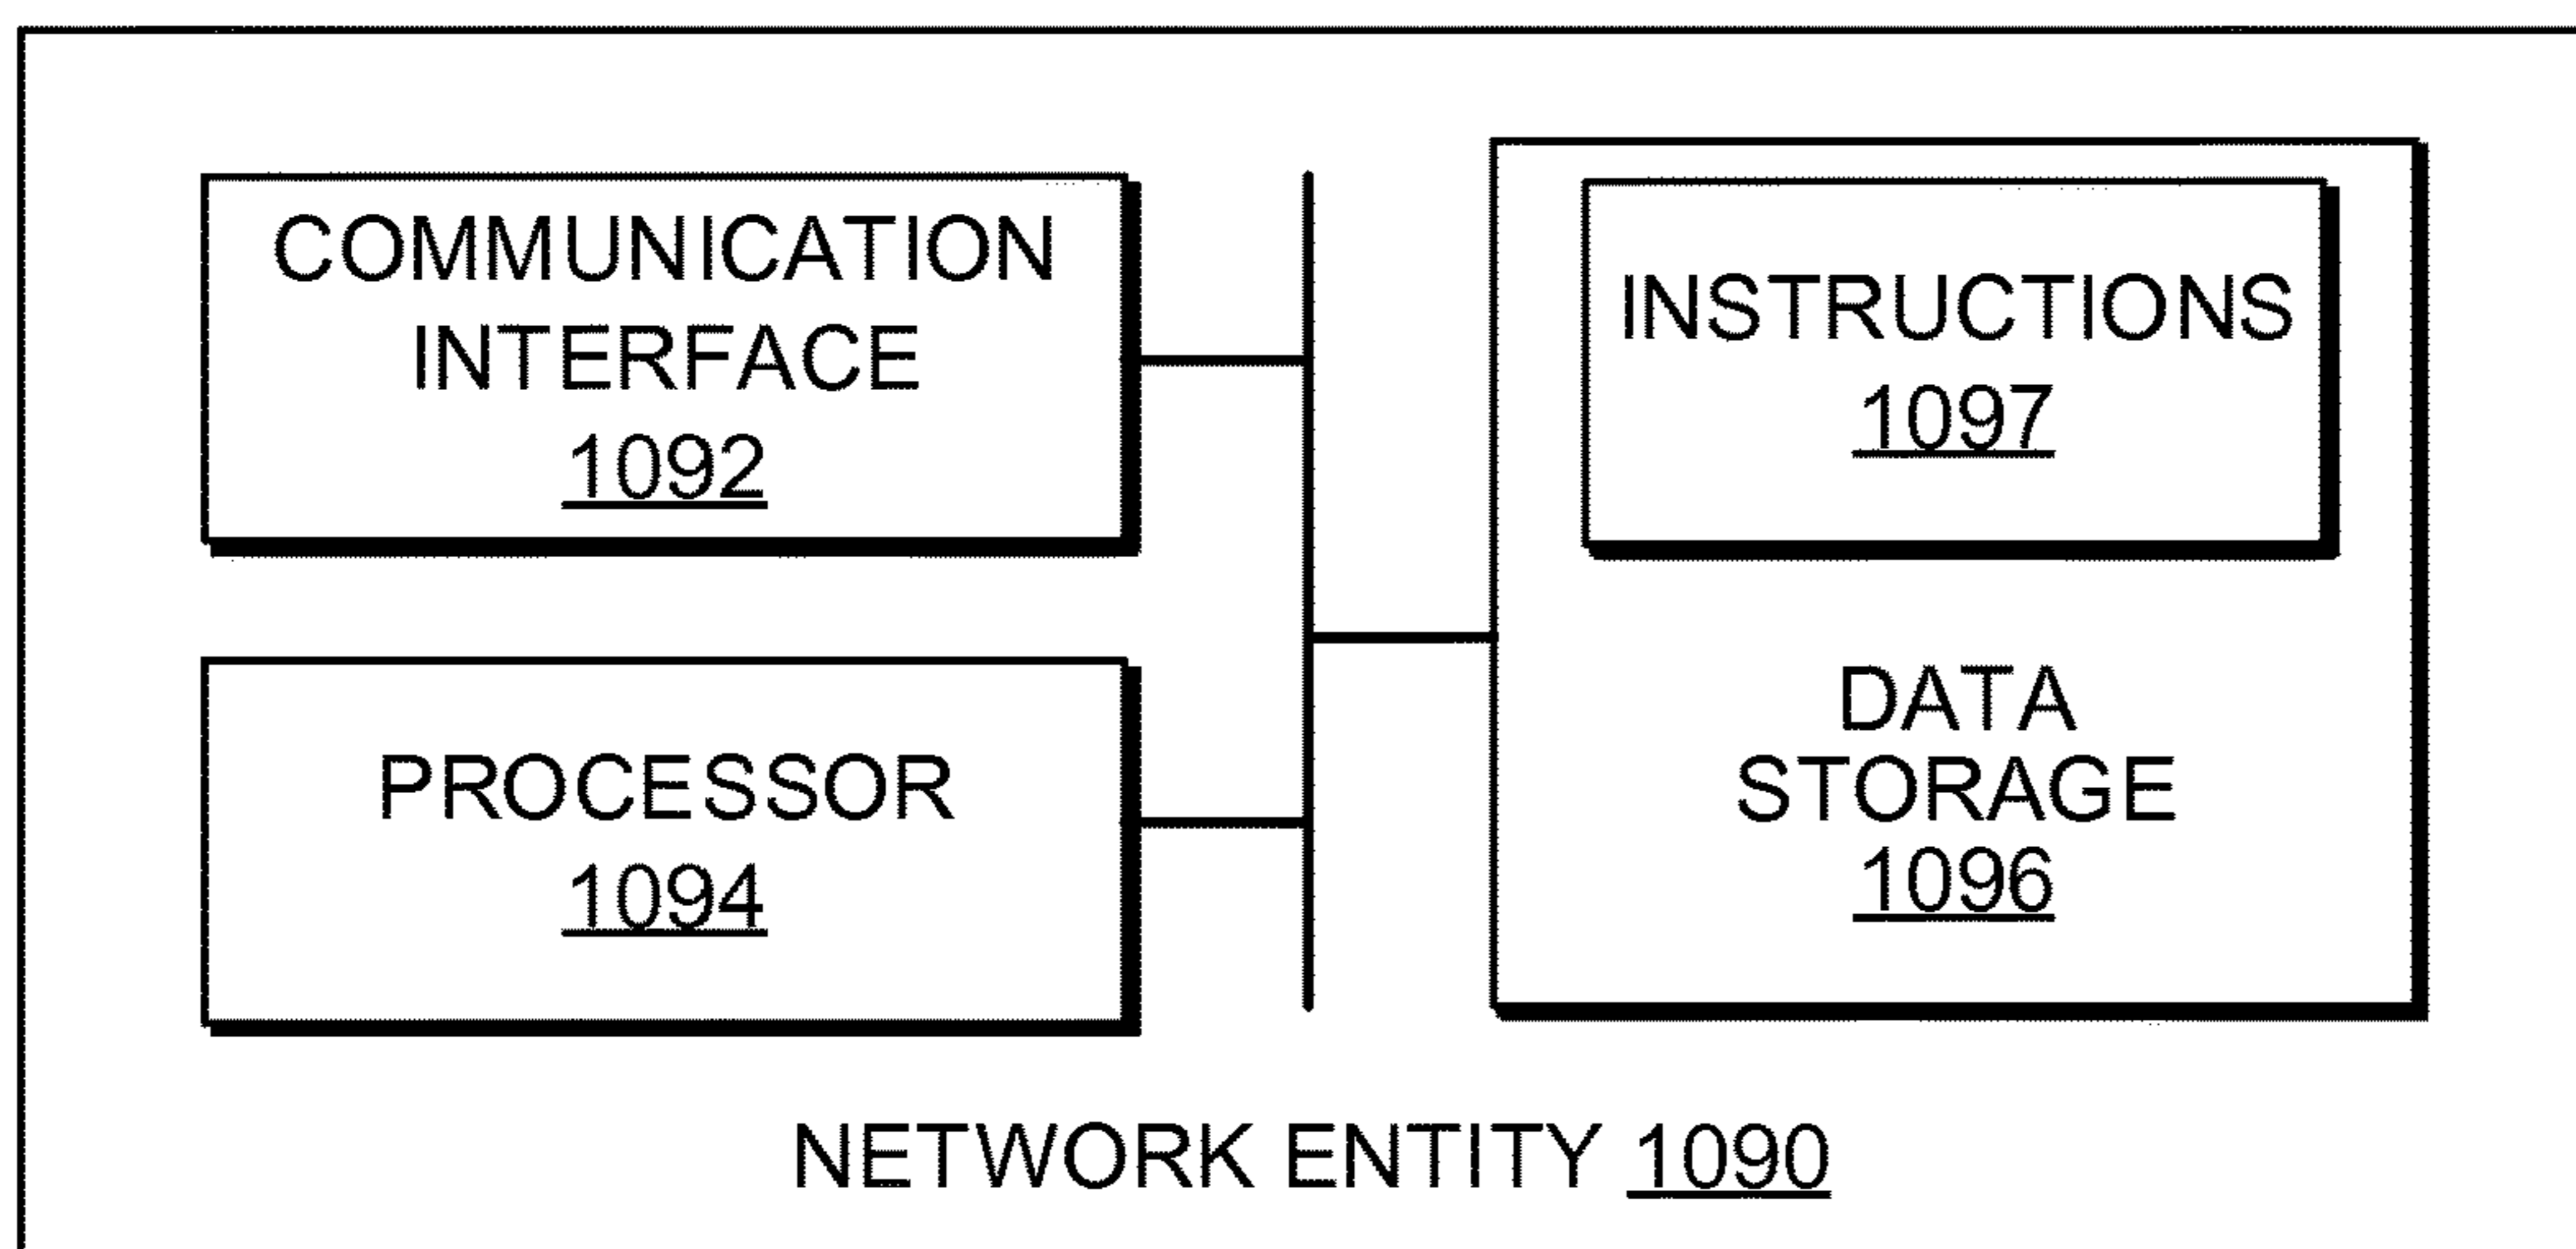 COMMUNICATION
INTERFACE
1092
PROCESSOR
1094
INSTRUCTIONS
1097
DATA
STORAGE
1096
NETWORK ENTITY 1090